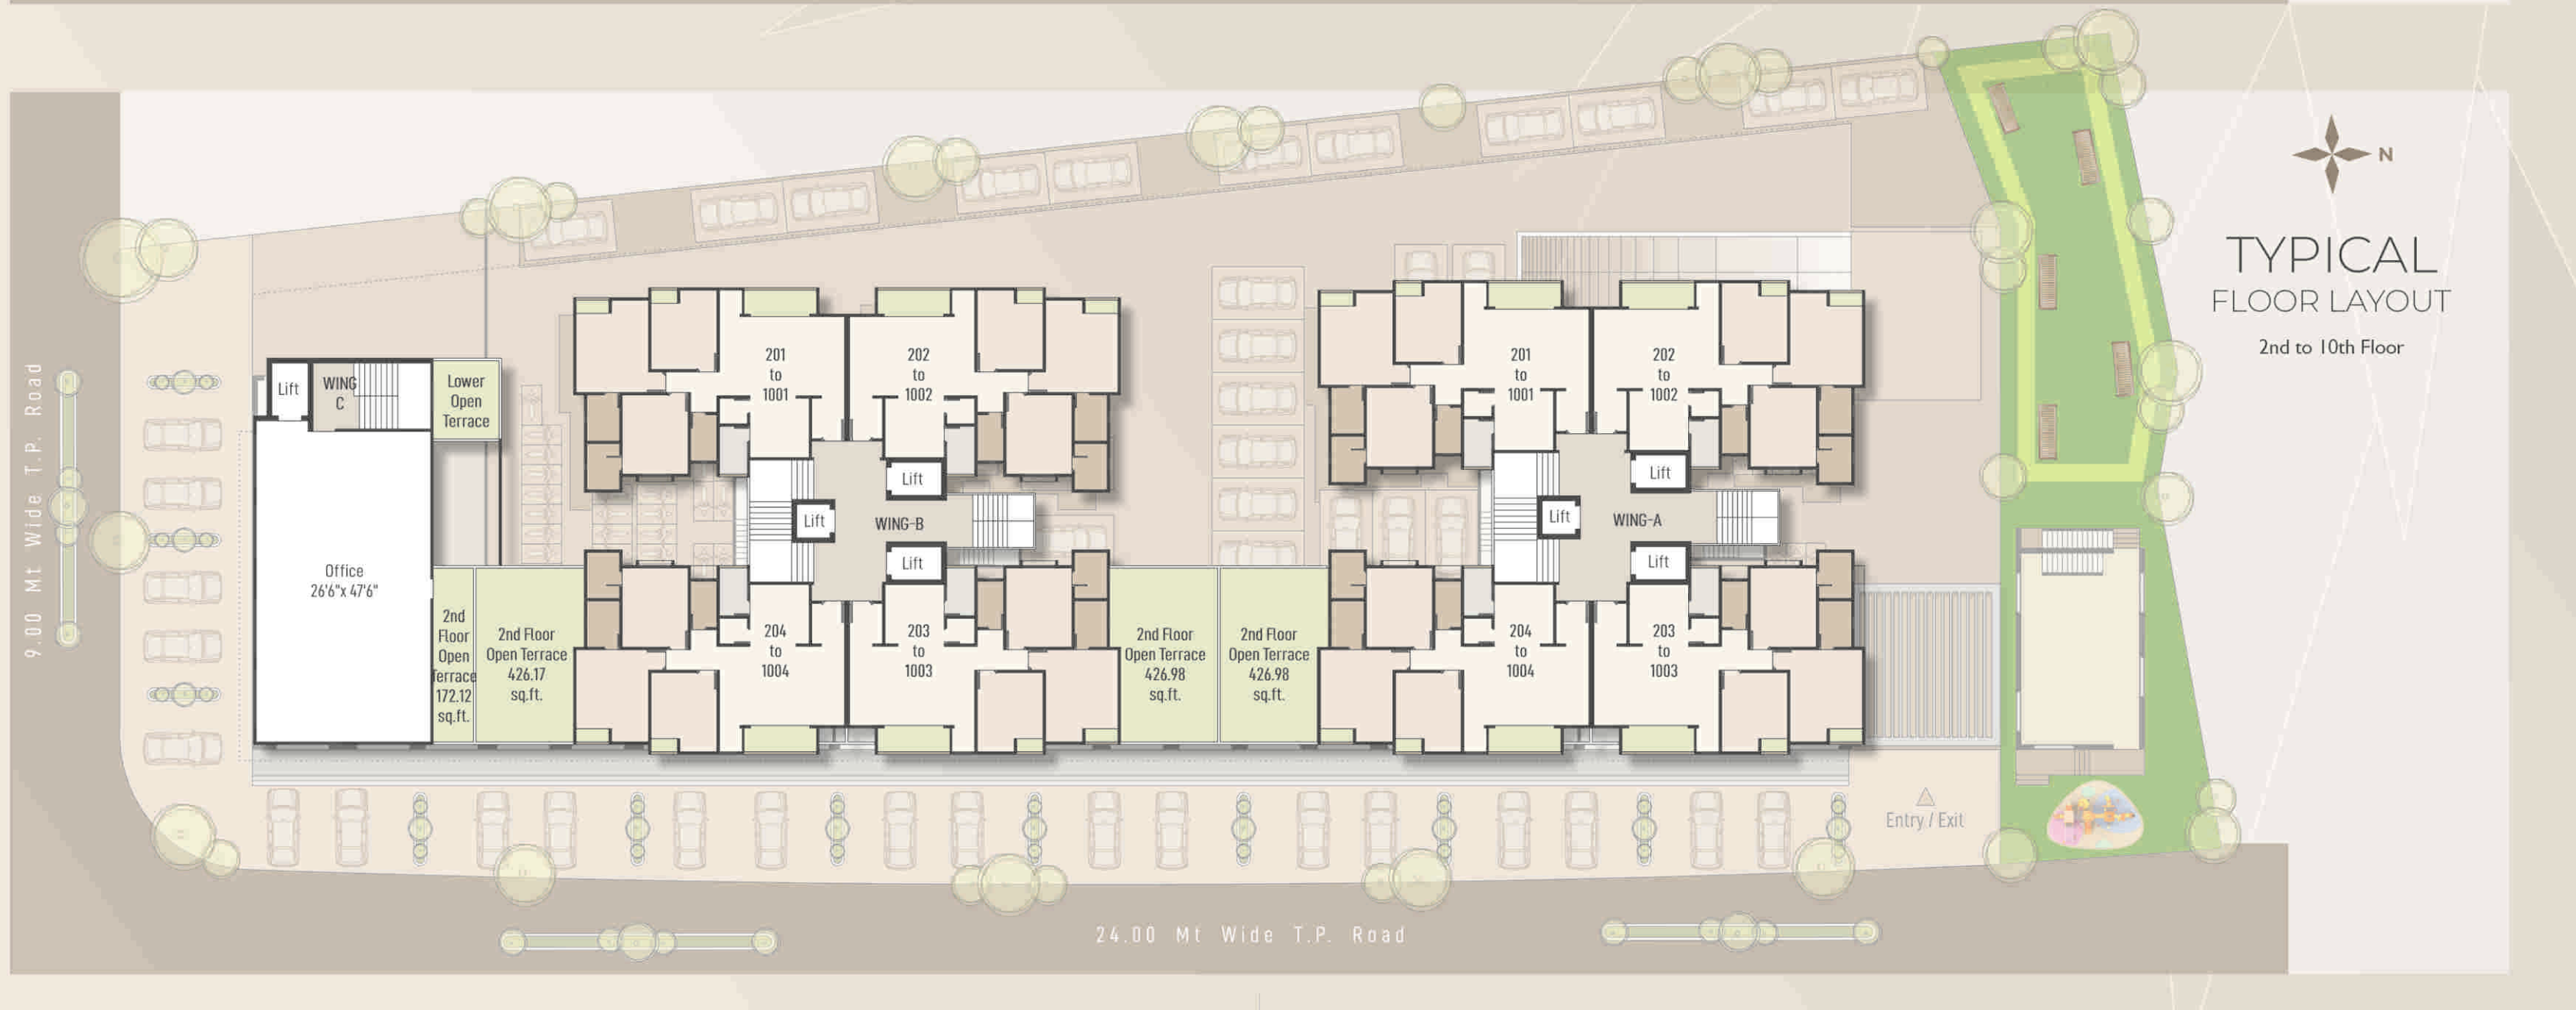 N
TYPICAL
FLOOR LAYOUT
2nd to 10th Floor
9.00 Mt Wide T.P. Road
Lift
WING
C
Lower
Open
Terrace
Office
26'6"x 47'6"
2nd
Floor
Open
Terrace
172.12
sq.ft.
2nd Floor
Open Terrace
426.17
sq.ft.
201
to
1001
202
to
1002
Lift
Lift
WING-B
Lift
204
to
1004
203
to
1003
2nd Floor
Open Terrace
426.98
sq.ft.
2nd Floor
Open Terrace
426.98
sq.ft.
201
to
1001
202
to
1002
Lift
Lift
WING-A
Lift
204
to
1004
203
to
1003
Entry / Exit
24.00 Mt Wide T.P. Road